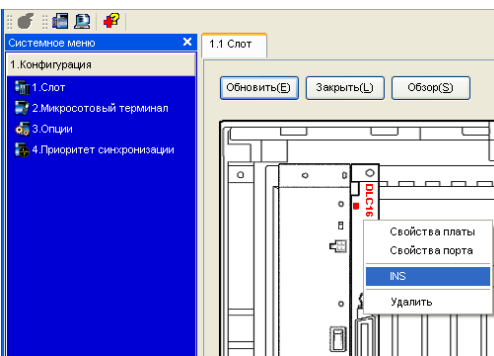 Системное меню
1.1 Слот
1.Конфигурация
1.Слот
2.Микросотовый терминал
3.Опции
4.Приоритет синхронизации
Обновить(E)
Закрыть(L)
Обзор(S)
DLC16
Свойства платы
Свойства порта
INS
Удалить